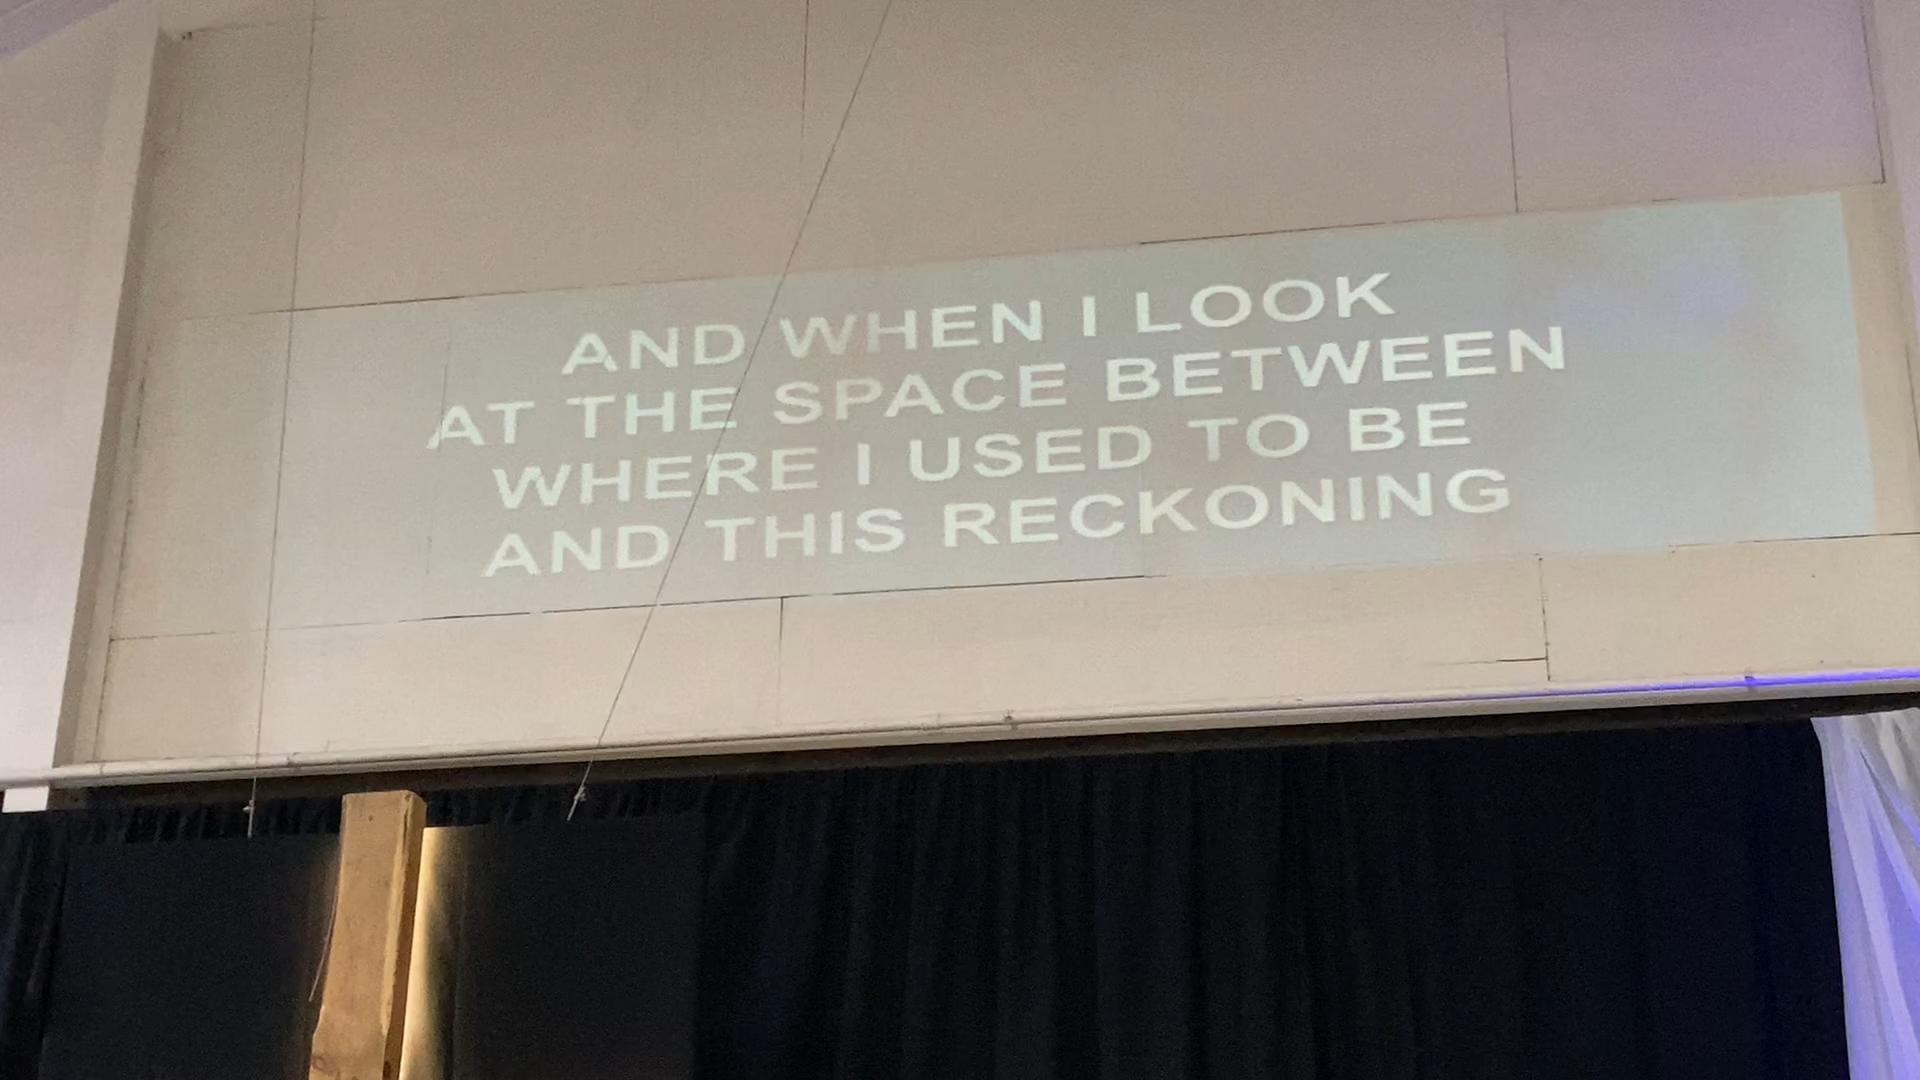 AND WHEN I LOOK
AT THE SPACE BETWEEN
WHERE I USED TO BE
AND THIS RECKONING